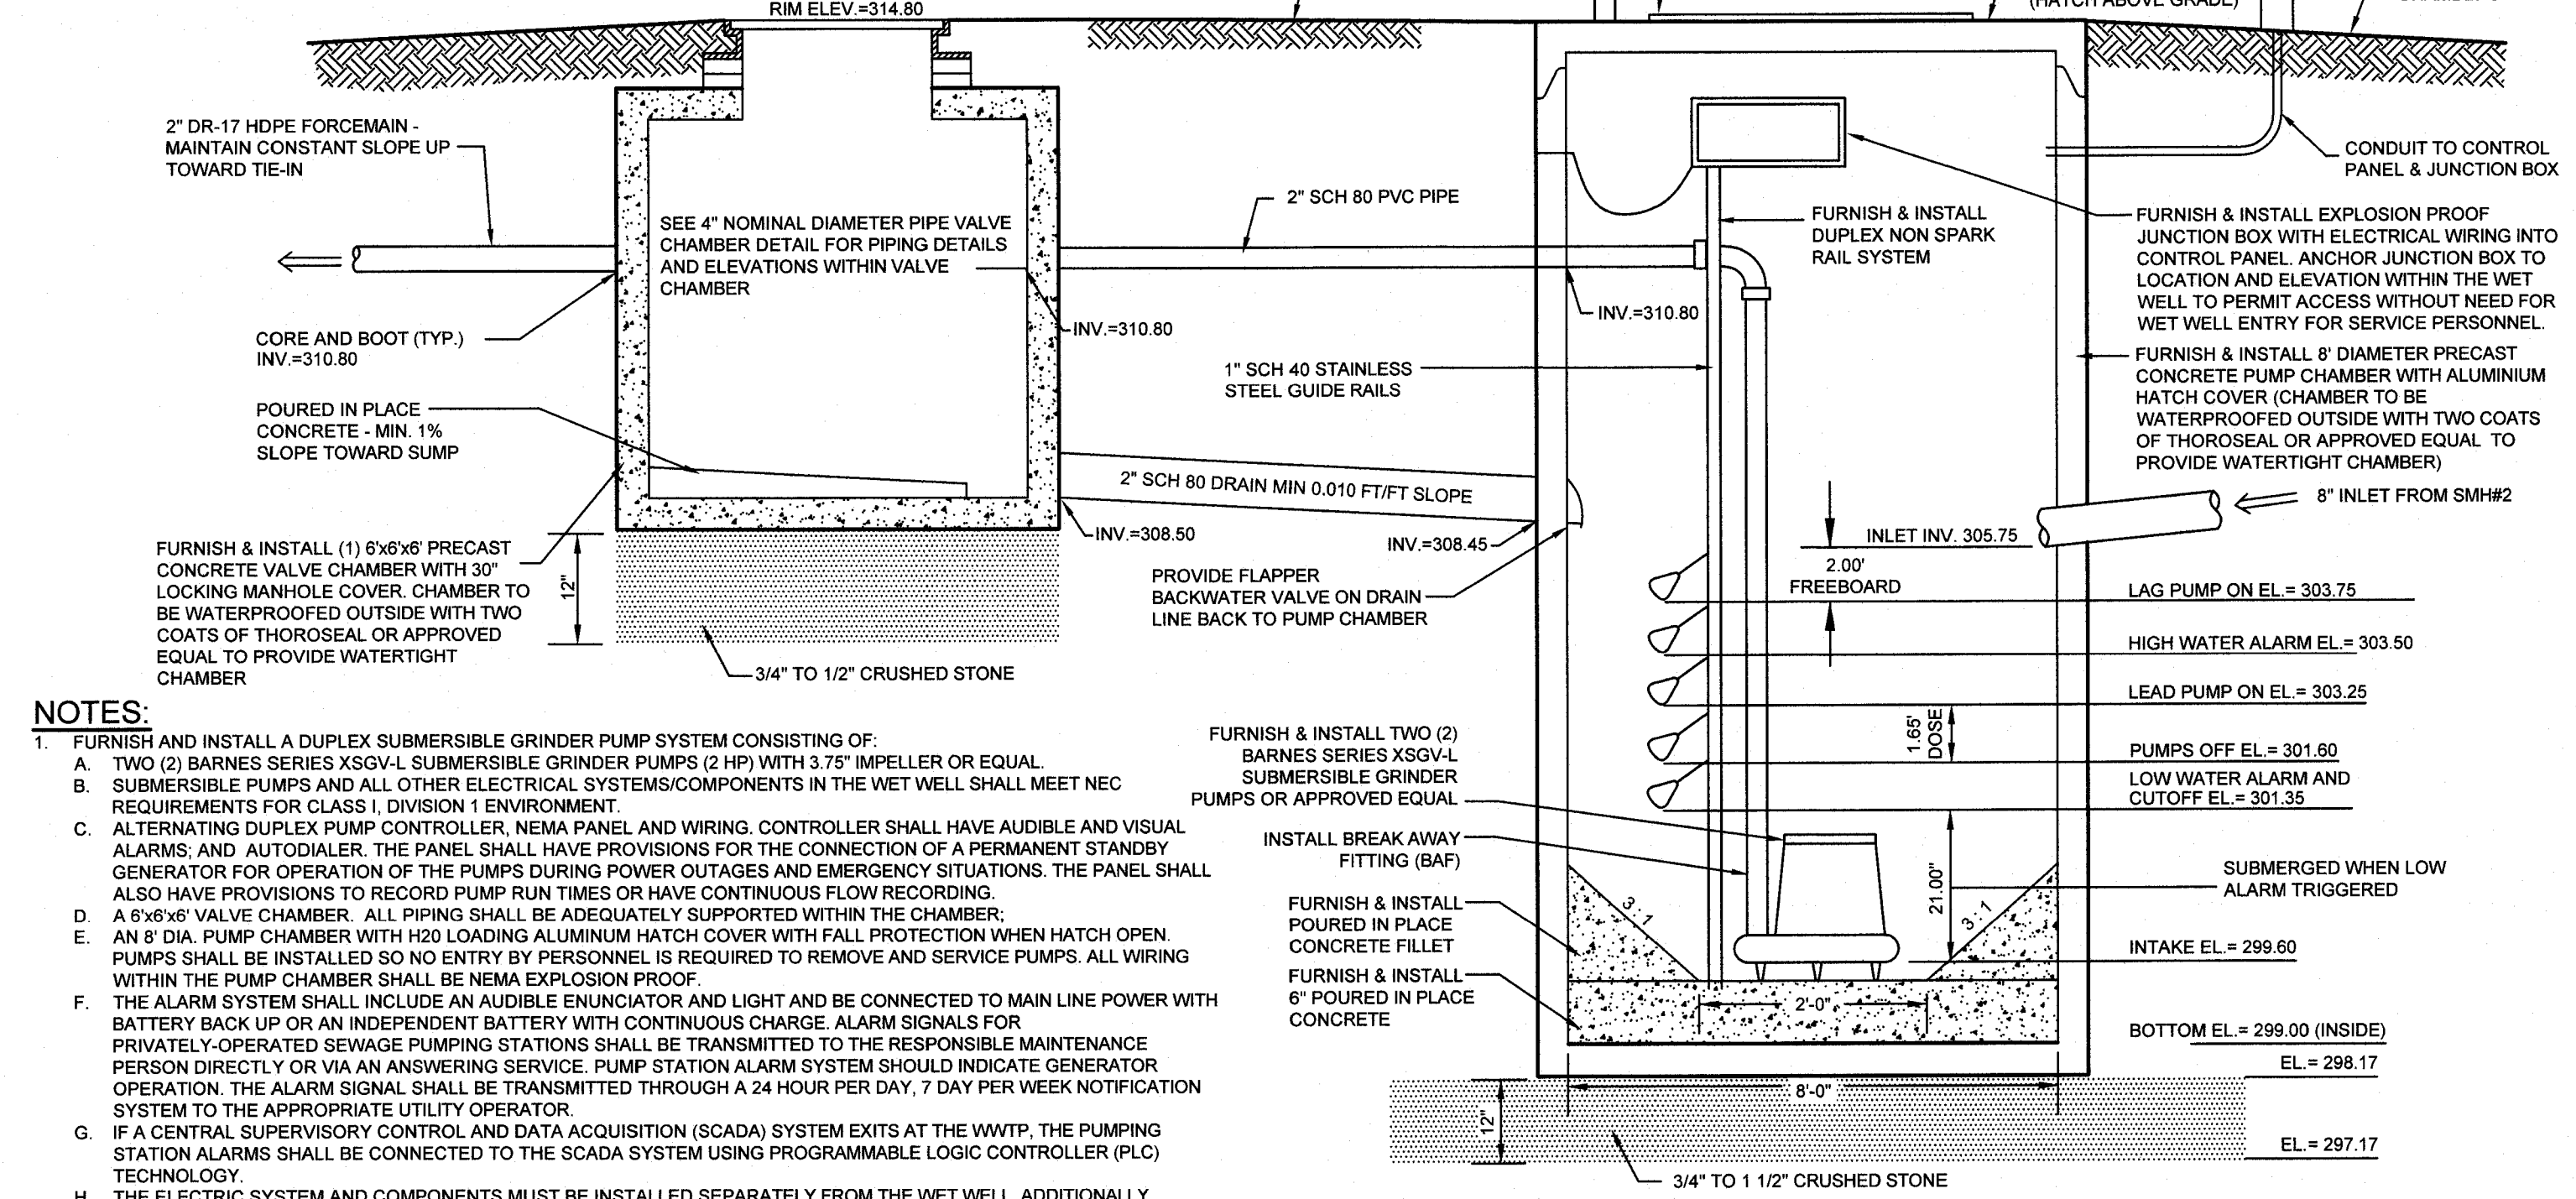 RIM ELEV.=314.80
(HATCH ABOVE GRADE)
2" DR-17 HDPE FORCEMAIN -
MAINTAIN CONSTANT SLOPE UP
TOWARD TIE-IN
SEE 4" NOMINAL DIAMETER PIPE VALVE
CHAMBER DETAIL FOR PIPING DETAILS
AND ELEVATIONS WITHIN VALVE
CHAMBER
2" SCH 80 PVC PIPE
FURNISH & INSTALL
DUPLEX NON SPARK
RAIL SYSTEM
CONDUIT TO CONTROL
PANEL & JUNCTION BOX
FURNISH & INSTALL EXPLOSION PROOF
JUNCTION BOX WITH ELECTRICAL WIRING INTO
CONTROL PANEL. ANCHOR JUNCTION BOX TO
LOCATION AND ELEVATION WITHIN THE WET
WELL TO PERMIT ACCESS WITHOUT NEED FOR
WET WELL ENTRY FOR SERVICE PERSONNEL.
CORE AND BOOT (TYP.)
INV.=310.80
INV.=310.80
INV.=310.80
1" SCH 40 STAINLESS
STEEL GUIDE RAILS
FURNISH & INSTALL 8' DIAMETER PRECAST
CONCRETE PUMP CHAMBER WITH ALUMINIUM
HATCH COVER (CHAMBER TO BE
WATERPROOFED OUTSIDE WITH TWO COATS
OF THOROSEAL OR APPROVED EQUAL TO
PROVIDE WATERTIGHT CHAMBER)
POURED IN PLACE
CONCRETE - MIN. 1%
SLOPE TOWARD SUMP
2" SCH 80 DRAIN MIN 0.010 FT/FT SLOPE
8" INLET FROM SMH#2
INV.=308.50
INV.=308.45
INLET INV. 305.75
2.00'
FREEBOARD
FURNISH & INSTALL (1) 6'x6'x6' PRECAST
CONCRETE VALVE CHAMBER WITH 30"
LOCKING MANHOLE COVER. CHAMBER TO
BE WATERPROOFED OUTSIDE WITH TWO
COATS OF THOROSEAL OR APPROVED
EQUAL TO PROVIDE WATERTIGHT
CHAMBER
12"
PROVIDE FLAPPER
BACKWATER VALVE ON DRAIN
LINE BACK TO PUMP CHAMBER
3/4" TO 1/2" CRUSHED STONE
LAG PUMP ON EL.= 303.75
HIGH WATER ALARM EL.= 303.50
LEAD PUMP ON EL.= 303.25
1.65'
DOSE
PUMPS OFF EL.= 301.60
LOW WATER ALARM AND
CUTOFF EL.= 301.35
21.00"
SUBMERGED WHEN LOW
ALARM TRIGGERED
INTAKE EL.= 299.60
BOTTOM EL.= 299.00 (INSIDE)
EL.= 298.17
EL.= 297.17
FURNISH & INSTALL TWO (2)
BARNES SERIES XSGV-L
SUBMERSIBLE GRINDER
PUMPS OR APPROVED EQUAL
INSTALL BREAK AWAY
FITTING (BAF)
FURNISH & INSTALL
POURED IN PLACE
CONCRETE FILLET
FURNISH & INSTALL
6" POURED IN PLACE
CONCRETE
3:1
3:1
2'-0"
8'-0"
12"
3/4" TO 1 1/2" CRUSHED STONE
NOTES:
1. FURNISH AND INSTALL A DUPLEX SUBMERSIBLE GRINDER PUMP SYSTEM CONSISTING OF:
A. TWO (2) BARNES SERIES XSGV-L SUBMERSIBLE GRINDER PUMPS (2 HP) WITH 3.75" IMPELLER OR EQUAL.
B. SUBMERSIBLE PUMPS AND ALL OTHER ELECTRICAL SYSTEMS/COMPONENTS IN THE WET WELL SHALL MEET NEC
REQUIREMENTS FOR CLASS I, DIVISION 1 ENVIRONMENT.
C. ALTERNATING DUPLEX PUMP CONTROLLER, NEMA PANEL AND WIRING. CONTROLLER SHALL HAVE AUDIBLE AND VISUAL
ALARMS; AND AUTODIALER. THE PANEL SHALL HAVE PROVISIONS FOR THE CONNECTION OF A PERMANENT STANDBY
GENERATOR FOR OPERATION OF THE PUMPS DURING POWER OUTAGES AND EMERGENCY SITUATIONS. THE PANEL SHALL
ALSO HAVE PROVISIONS TO RECORD PUMP RUN TIMES OR HAVE CONTINUOUS FLOW RECORDING.
D. A 6'x6'x6' VALVE CHAMBER. ALL PIPING SHALL BE ADEQUATELY SUPPORTED WITHIN THE CHAMBER;
E. AN 8' DIA. PUMP CHAMBER WITH H20 LOADING ALUMINUM HATCH COVER WITH FALL PROTECTION WHEN HATCH OPEN.
PUMPS SHALL BE INSTALLED SO NO ENTRY BY PERSONNEL IS REQUIRED TO REMOVE AND SERVICE PUMPS. ALL WIRING
WITHIN THE PUMP CHAMBER SHALL BE NEMA EXPLOSION PROOF.
F. THE ALARM SYSTEM SHALL INCLUDE AN AUDIBLE ENUNCIATOR AND LIGHT AND BE CONNECTED TO MAIN LINE POWER WITH
BATTERY BACK UP OR AN INDEPENDENT BATTERY WITH CONTINUOUS CHARGE. ALARM SIGNALS FOR
PRIVATELY-OPERATED SEWAGE PUMPING STATIONS SHALL BE TRANSMITTED TO THE RESPONSIBLE MAINTENANCE
PERSON DIRECTLY OR VIA AN ANSWERING SERVICE. PUMP STATION ALARM SYSTEM SHOULD INDICATE GENERATOR
OPERATION. THE ALARM SIGNAL SHALL BE TRANSMITTED THROUGH A 24 HOUR PER DAY, 7 DAY PER WEEK NOTIFICATION
SYSTEM TO THE APPROPRIATE UTILITY OPERATOR.
G. IF A CENTRAL SUPERVISORY CONTROL AND DATA ACQUISITION (SCADA) SYSTEM EXITS AT THE WWTP, THE PUMPING
STATION ALARMS SHALL BE CONNECTED TO THE SCADA SYSTEM USING PROGRAMMABLE LOGIC CONTROLLER (PLC)
TECHNOLOGY.
H. THE ELECTRIC SYSTEM AND COMPONENTS MUST BE INSTALLED SEPARATELY FROM THE WET WELL. ADDITIONALLY